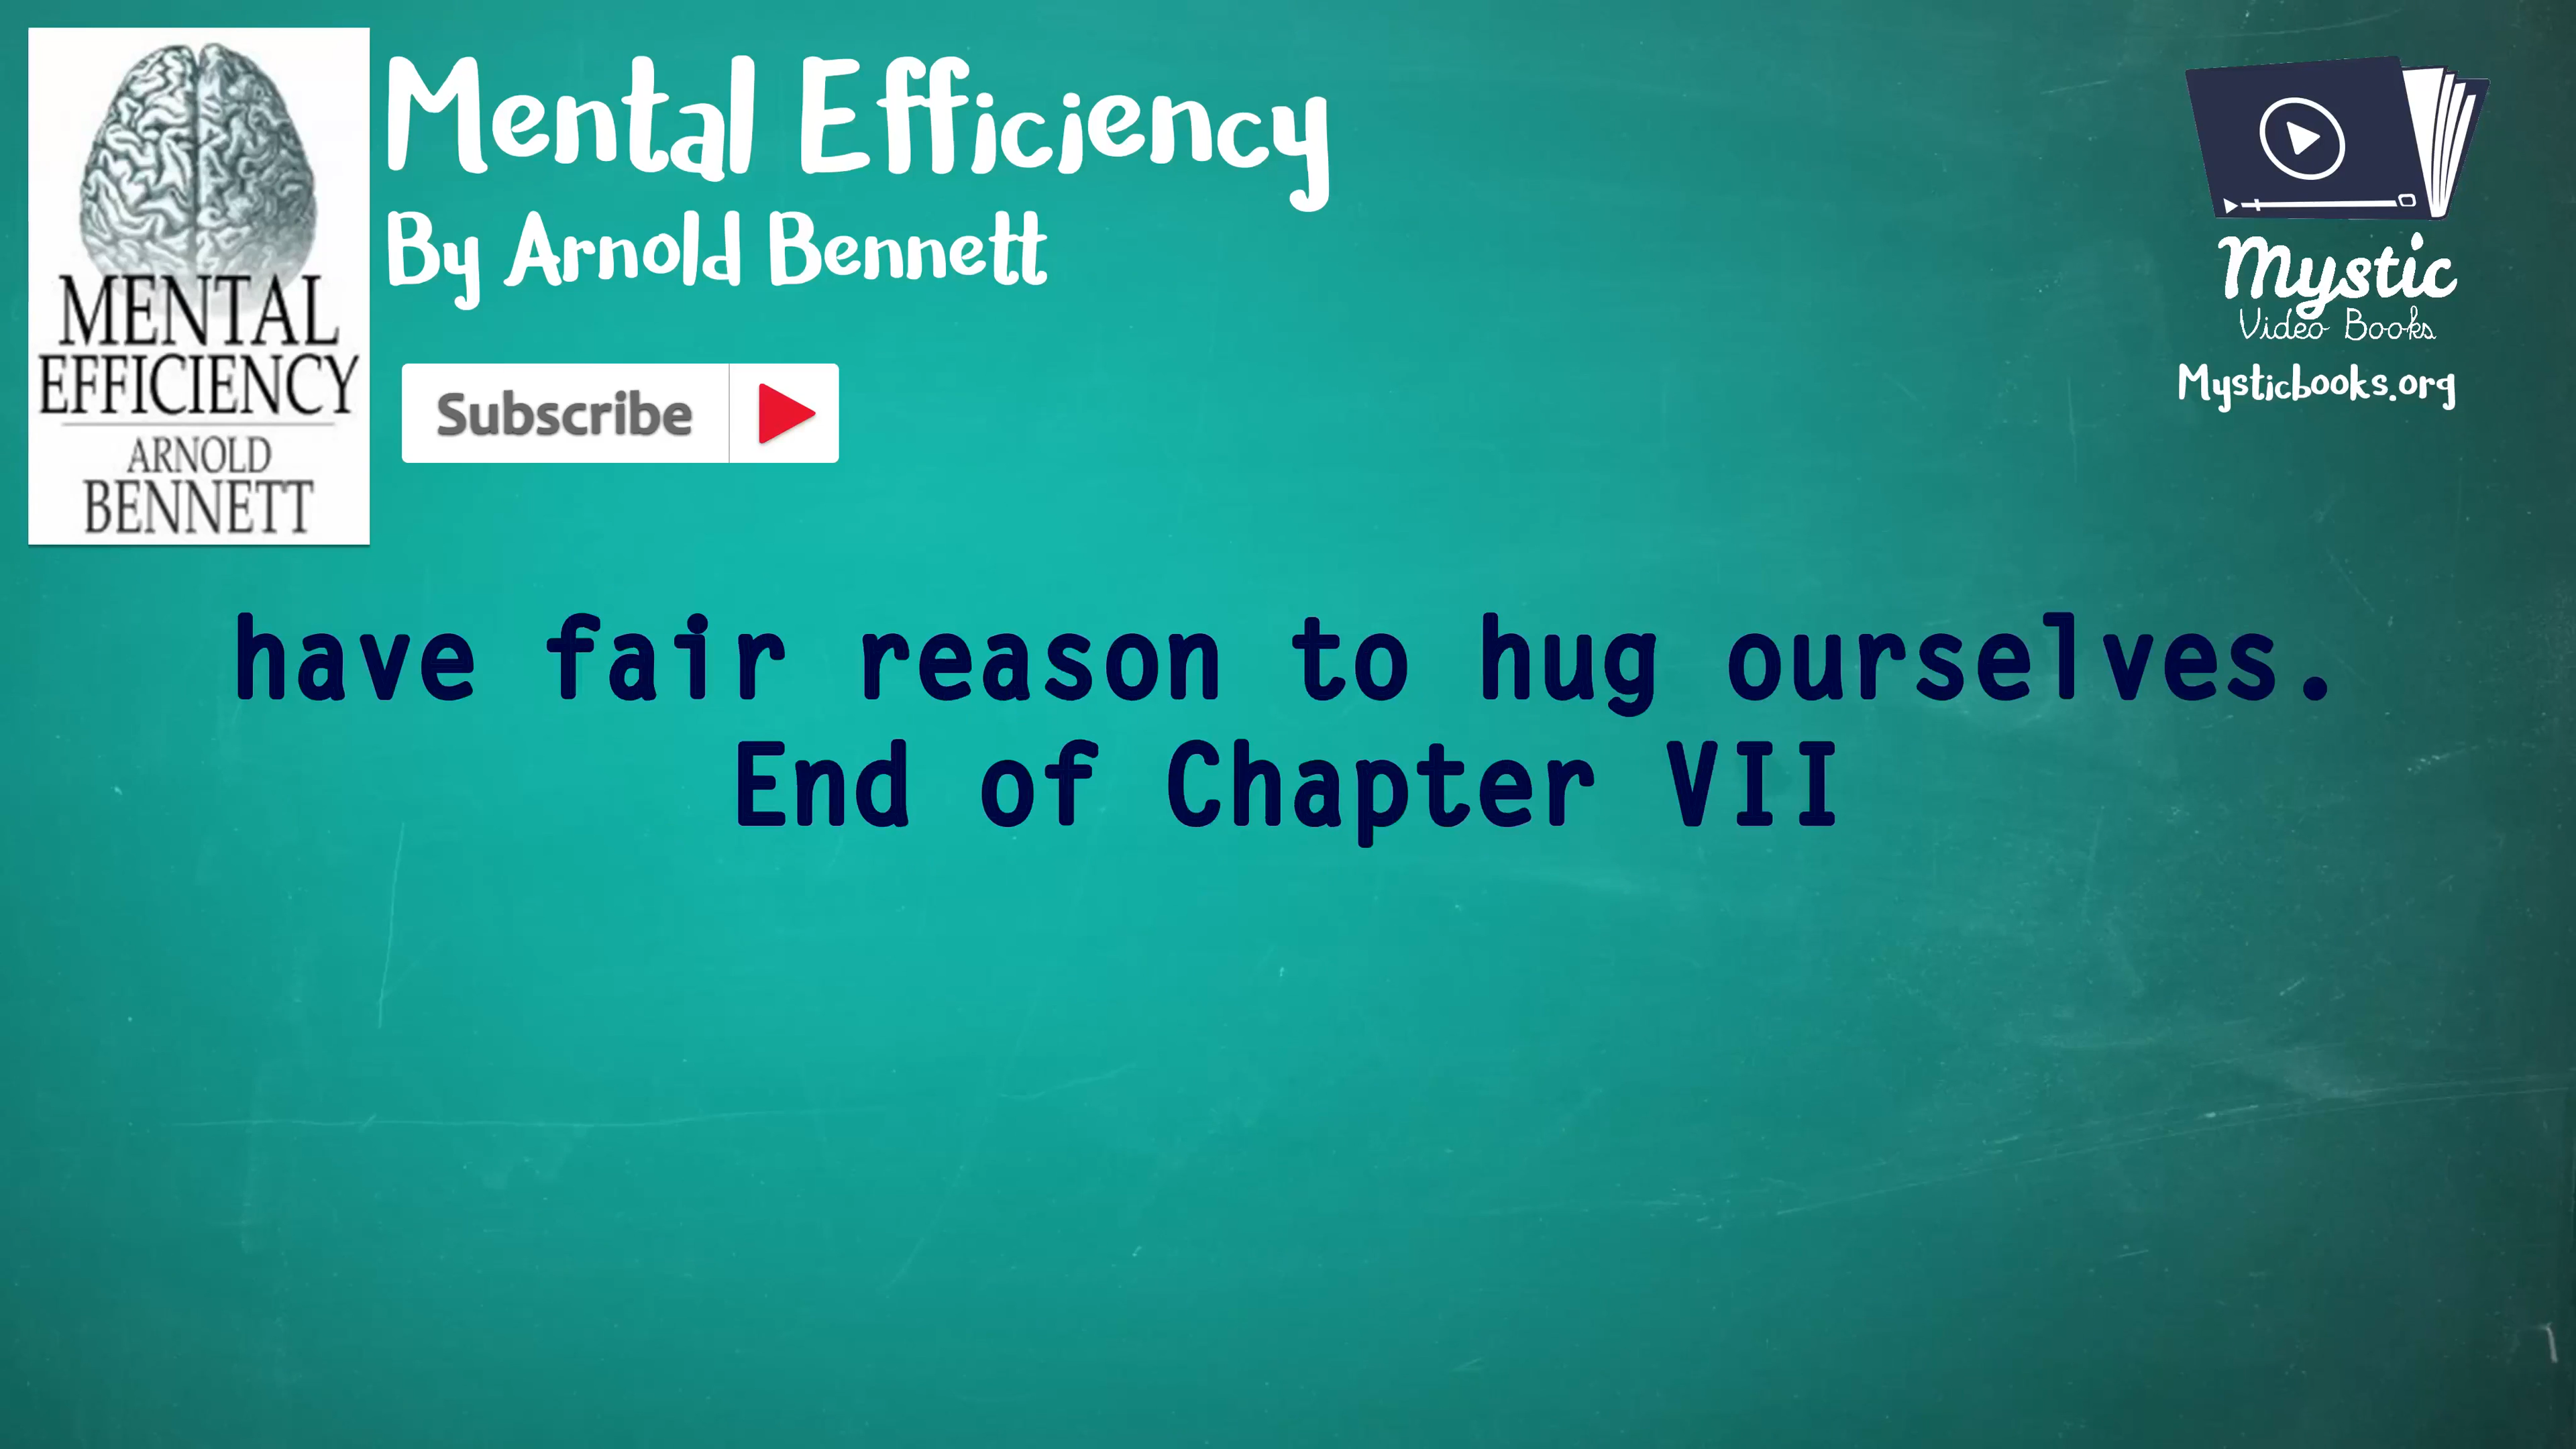 MENTAL
EFFICIENCY
ARNOLD
BENNETT
Mental Efficiency
By Arnold Bennett
Subscribe
Mystic
Video Books
Mysticbooks.org
have fair reason to hug ourselves.
End of Chapter VII